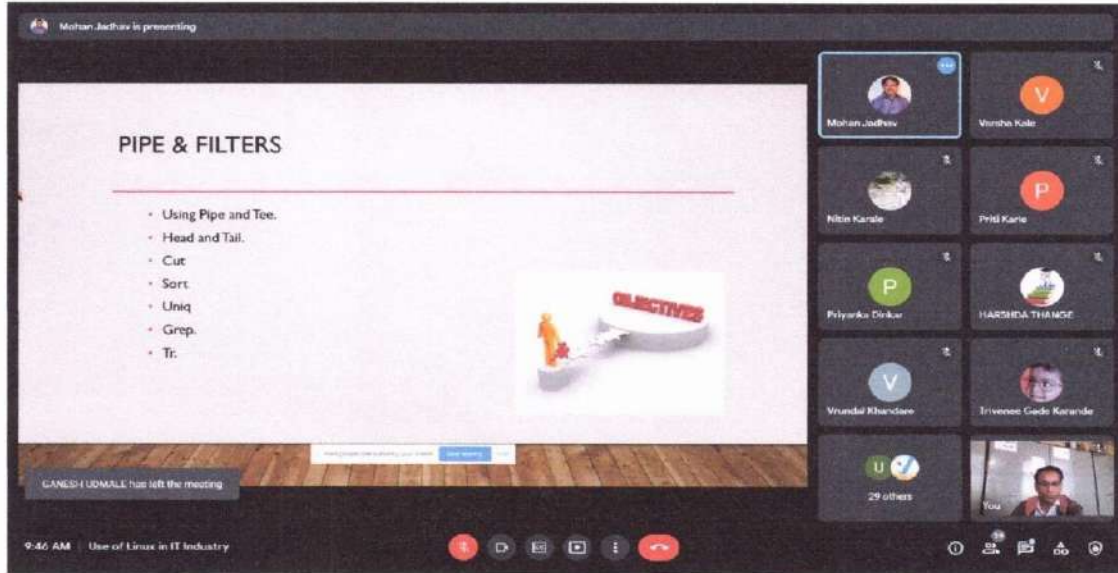 Mohan Jadhav is presenting
PIPE & FILTERS
• Using Pipe and Tee.
• Head and Tail.
• Cut
• Sort
• Uniq
• Grep.
• Tr.
OBJECTIVES
GANESH UDMALE has left the meeting
Mohan Jadhav
V
Varsha Kale
Nitin Karale
P
Priti Karle
P
Priyanka Dinkar
HARSHDA THANGE
V
Vrundal Khandare
Trivenee Gade Karande
U
29 others
You
9:46 AM | Use of Linux in IT Industry